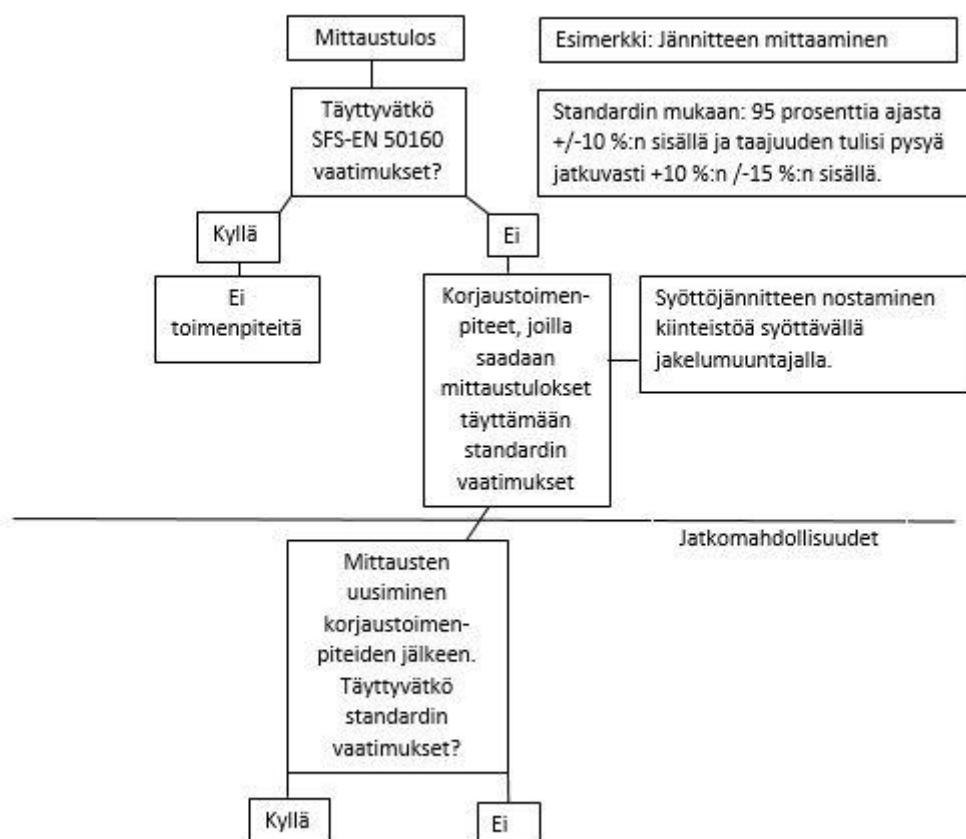 Mittaustulos
Esimerkki: Jännitteen mittaaminen
Täyttyvätkö
SFS-EN 50160
vaatimukset?
Standardin mukaan: 95 prosenttia ajasta
+/-10 %:n sisällä ja taajuuden tulisi pysyä
jatkuvasti +10 %:n /-15 %:n sisällä.
Kyllä
Ei
Ei
toimenpiteitä
Korjaustoimen-
piteet, joilla
saadaan
mittaustulokset
täyttämään
standardin
vaatimukset
Syöttöjännitteen nostaminen
kiinteistöä syöttävällä
jakelumuuntajalla.
Jatkomahdollisuudet
Mittausten
uusiminen
korjaustoimen-
piteiden jälkeen.
Täyttyvätkö
standardin
vaatimukset?
Kyllä
Ei